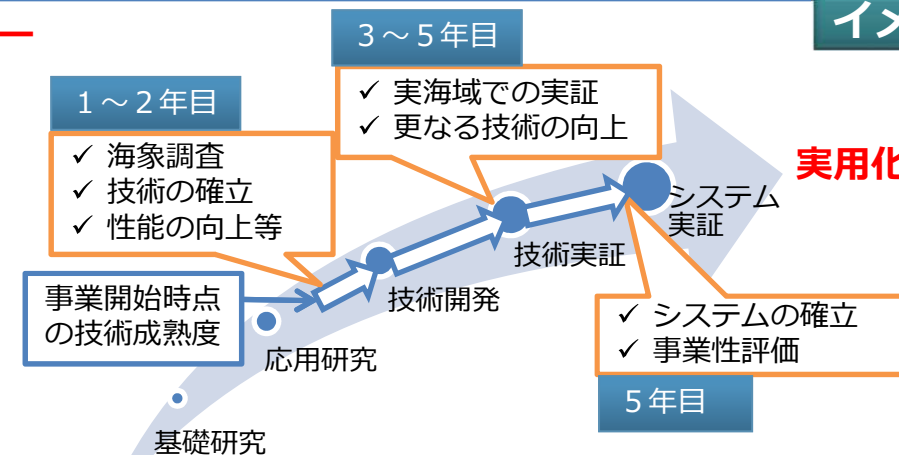 イメ
3~5年目
✓ 実海域での実証
✓ 更なる技術の向上
1~2年目
✓ 海象調査
✓ 技術の確立
✓ 性能の向上等
実用化
システム
実証
技術実証
技術開発
事業開始時点
の技術成熟度
応用研究
基礎研究
✓ システムの確立
✓ 事業性評価
5年目